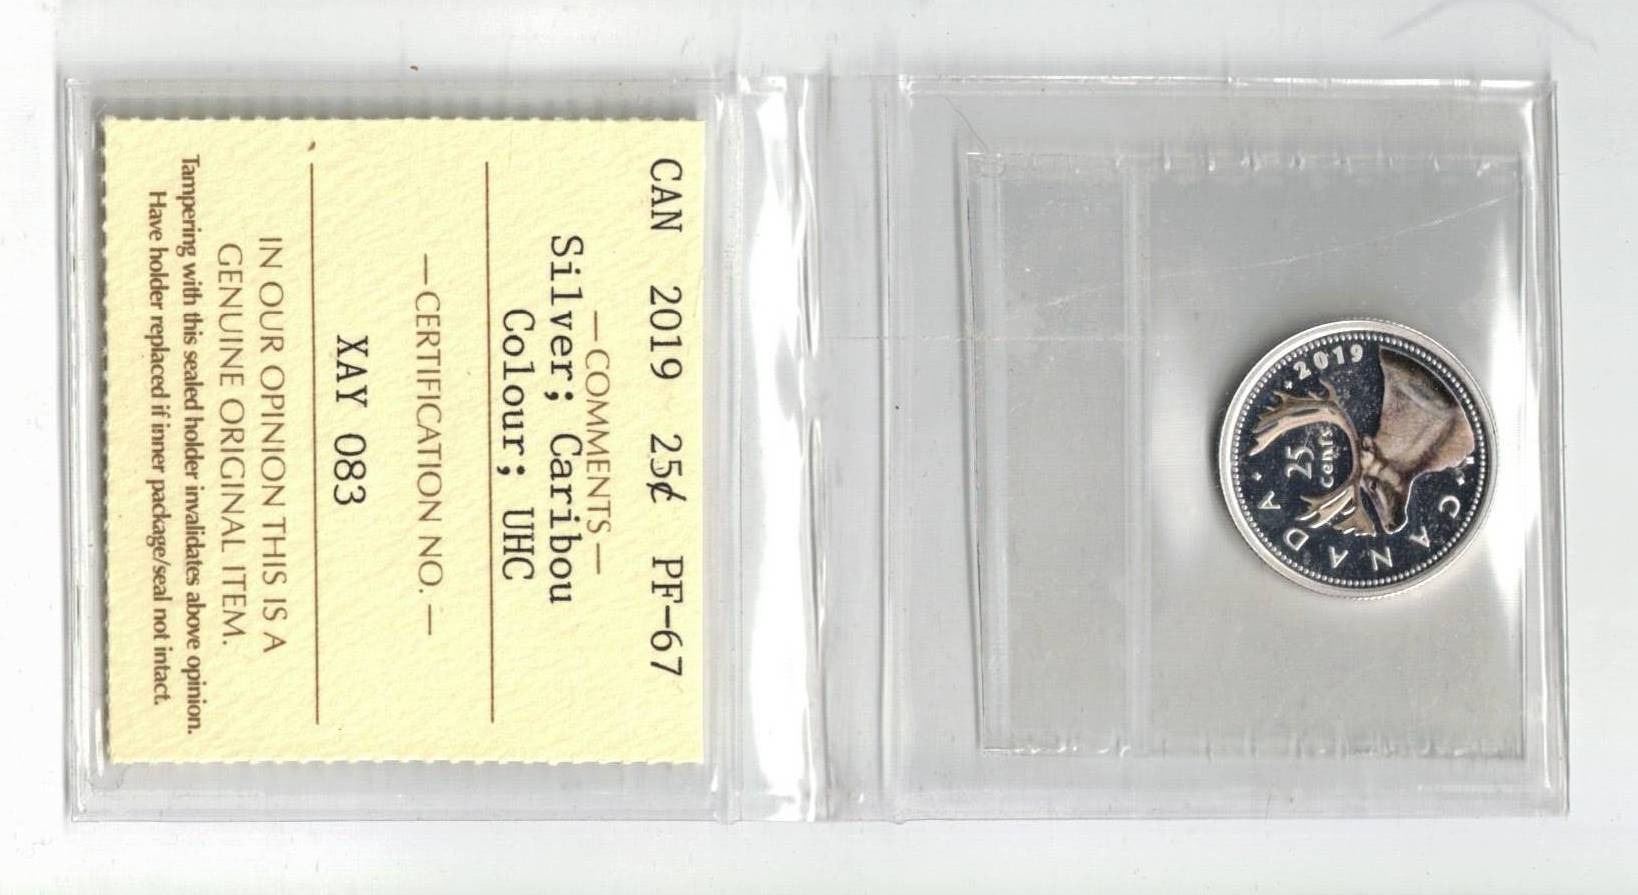 CAN 2019 25¢ PF-67
—COMMENTS—
Silver; Caribou
Colour; UHC
—CERTIFICATION NO.—
XAY 083
IN OUR OPINION THIS IS A
GENUINE ORIGINAL ITEM.
Tampering with this sealed holder invalidates above opinion.
Have holder replaced if inner package/seal not intact.
2019
25
cents
CANADA